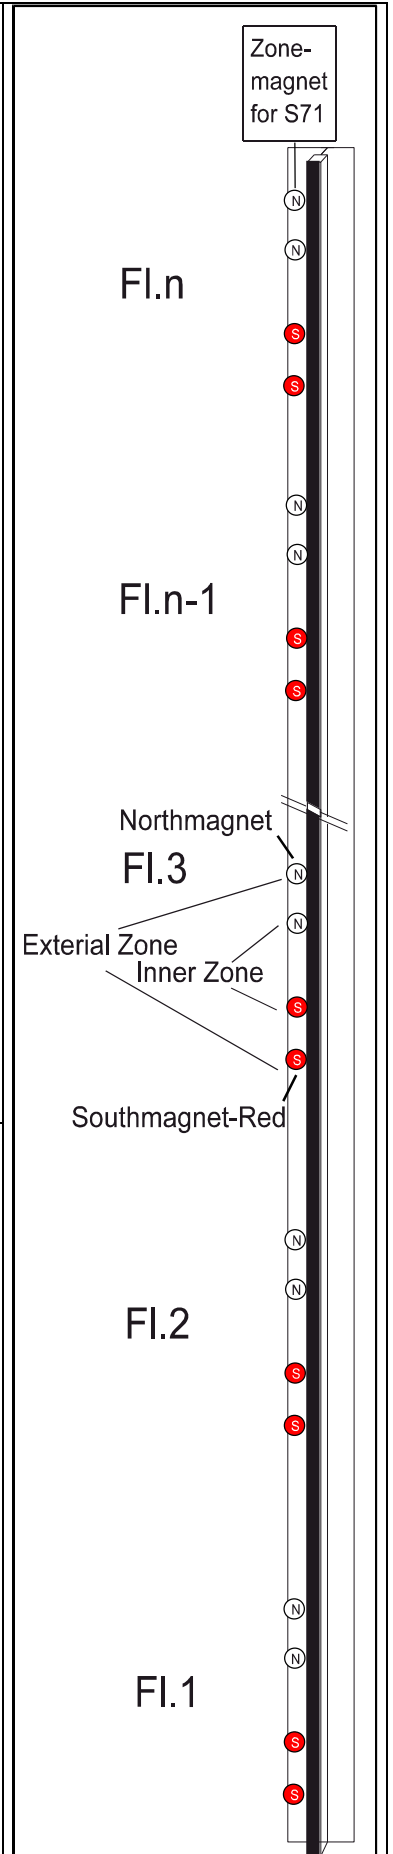 Zone-
magnet
for S71
N
N
Fl.n
S
S
N
N
Fl.n-1
S
S
Northmagnet
Fl.3
N
N
Exterial Zone
Inner Zone
S
S
Southmagnet-Red
N
N
Fl.2
S
S
N
N
Fl.1
S
S